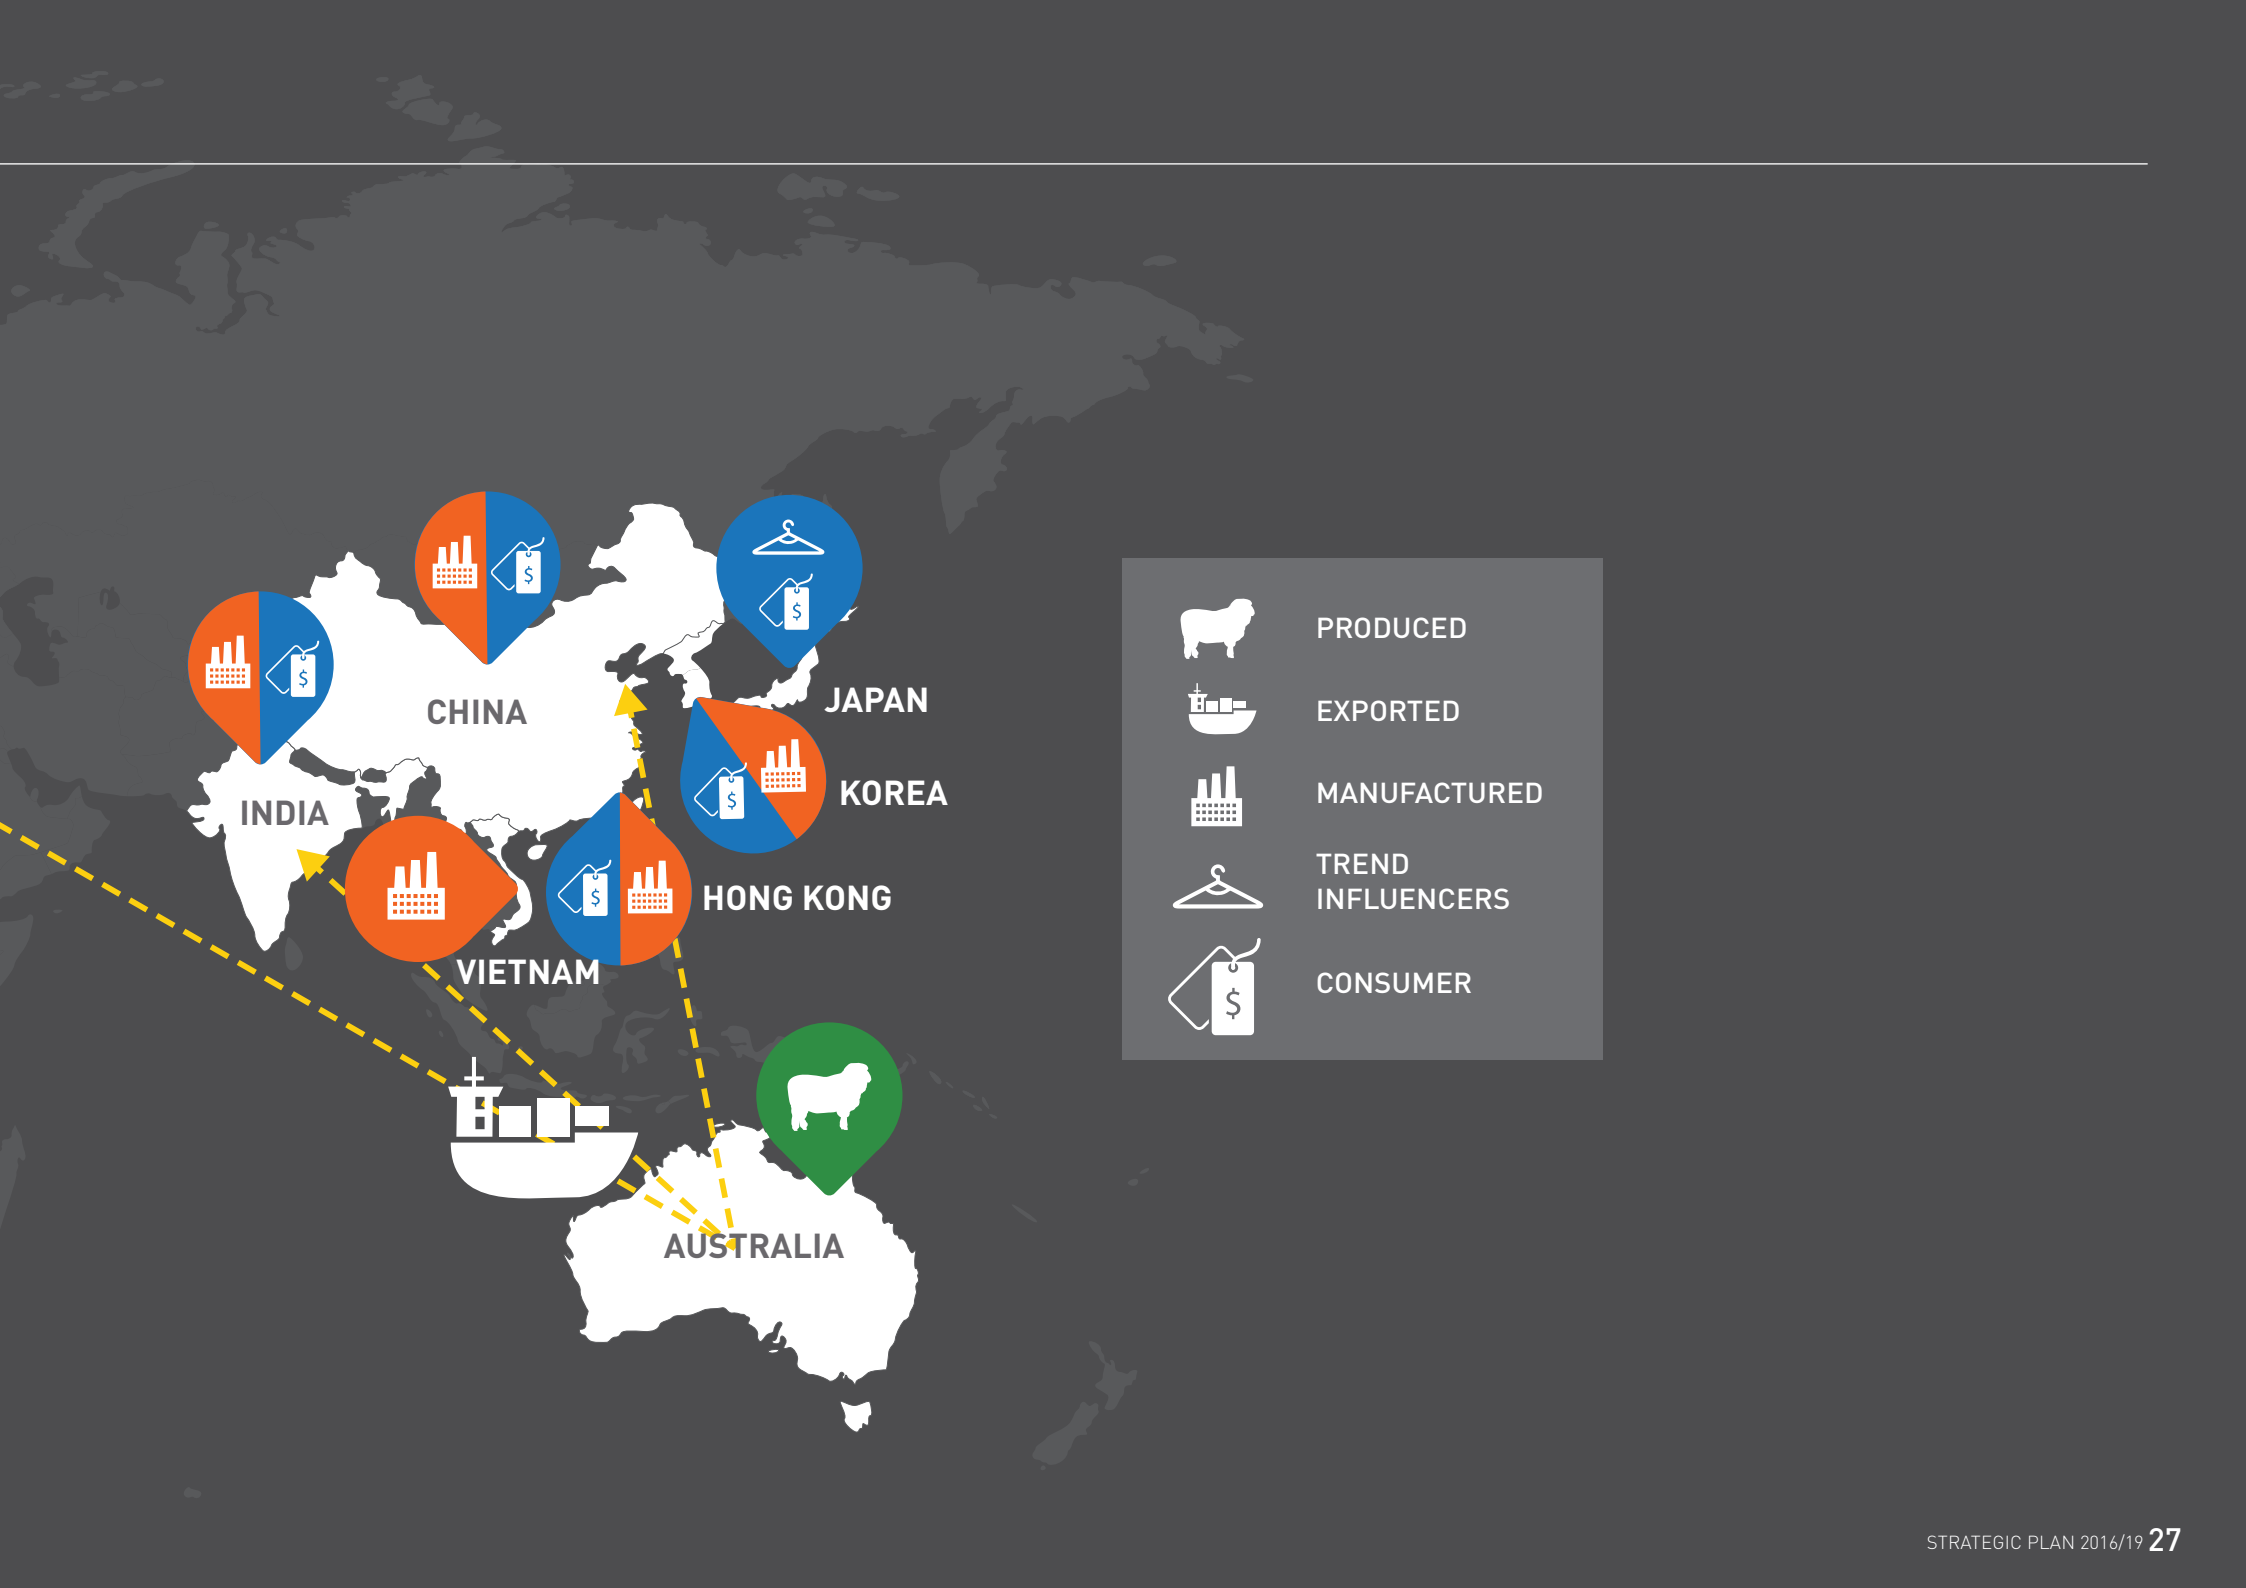 CHINA
JAPAN
INDIA
KOREA
HONG KONG
VIETNAM
AUSTRALIA
PRODUCED
EXPORTED
MANUFACTURED
TREND
INFLUENCERS
$ CONSUMER
STRATEGIC PLAN 2016/19 27